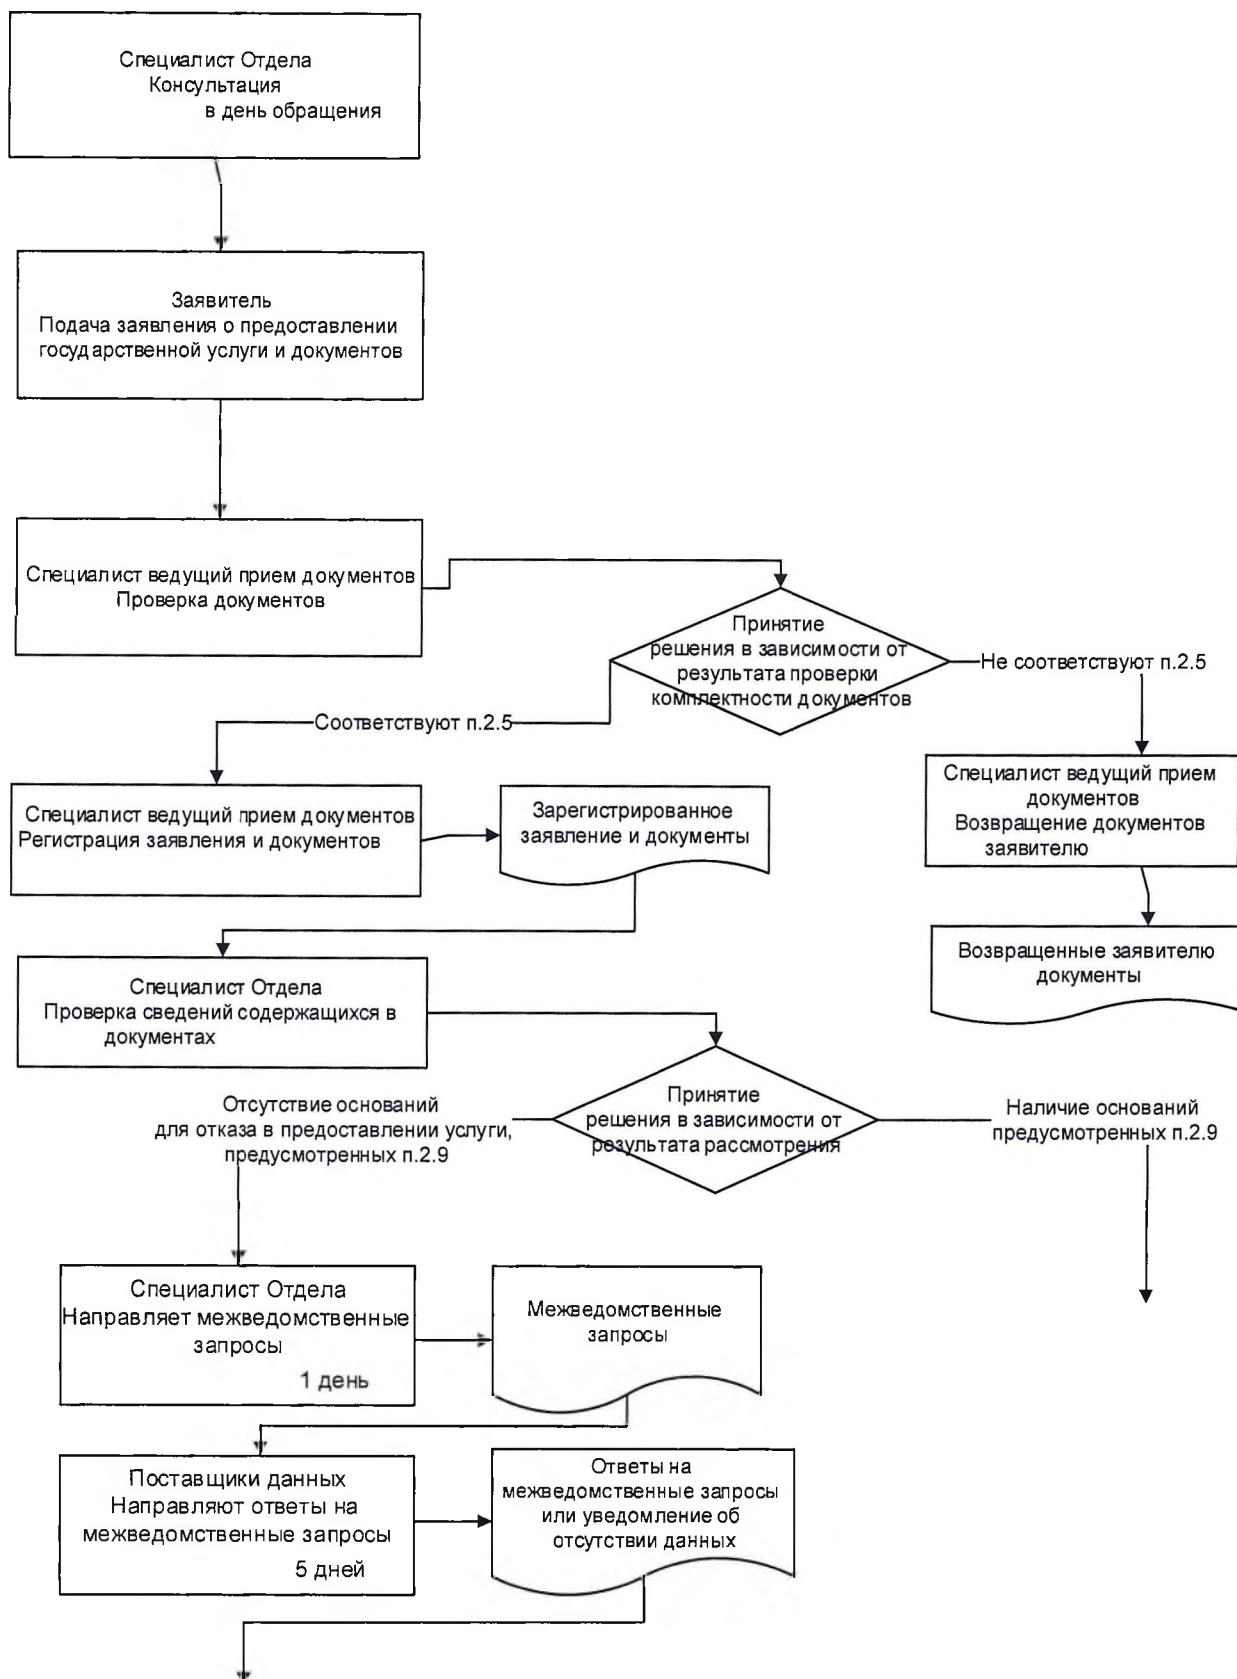 Специалист Отдела
Консультация
в день обращения
Заявитель
Подача заявления о предоставлении
государственной услуги и документов
Специалист ведущий прием документов
Проверка документов
Принятие
решения в зависимости от
результата проверки
комплектности документов
Не соответствуют п.2.5
Соответствуют п.2.5
Специалист ведущий прием
документов
Возвращение документов
заявителю
Специалист ведущий прием документов
Регистрация заявления и документов
Зарегистрированное
заявление и документы
Возвращенные заявителю
документы
Специалист Отдела
Проверка сведений содержащихся в
документах
Принятие
решения в зависимости от
результата рассмотрения
Отсутствие оснований
для отказа в предоставлении услуги,
предусмотренных п.2.9
Наличие оснований
предусмотренных п.2.9
Специалист Отдела
Направляет межведомственные
запросы
1 день
Межведомственные
запросы
Поставщики данных
Направляют ответы на
межведомственные запросы
5 дней
Ответы на
межведомственные запросы
или уведомление об
отсутствии данных